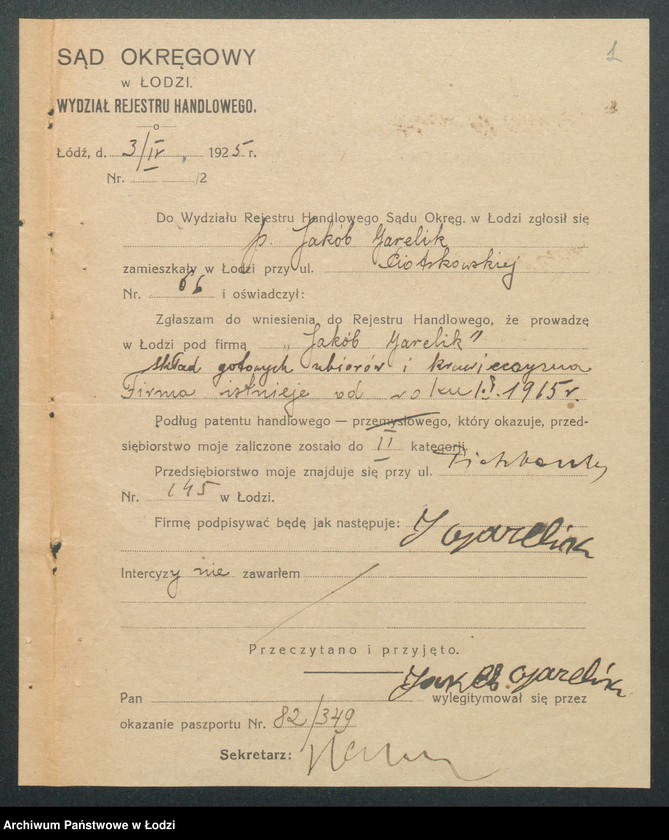 1
SĄD OKRĘGOWY
w ŁODZI.
WYDZIAŁ REJESTRU HANDLOWEGO.
Łódź, d. 3/IV 1925 r.
Nr. /2
Do Wydziału Rejestru Handlowego Sądu Okręg. w Łodzi zgłosił się
p. Jakób Garelik
zamieszkały w Łodzi przy ul. Piotrkowskiej
Nr. 66 i oświadczył:
Zgłaszam do wniesienia do Rejestru Handlowego, że prowadzę
w Łodzi pod firmą „Jakób Garelik"
skład gotowych ubiorów i krawiecczyzna
Firma istnieje od roku 1915 r.
Podług patentu handlowego — przemysłowego, który okazuje, przed-
siębiorstwo moje zaliczone zostało do II kategorji.
Przedsiębiorstwo moje znajduje się przy ul.
Nr. 145 w Łodzi.
Firmę podpisywać będę jak następuje: J Garelik
Intercyzy nie zawarłem
Przeczytano i przyjęto.
Jakób Garelik
Pan wylegitymował się przez
okazanie paszportu Nr. 82/349
Sekretarz:
Archiwum Państwowe w Łodzi